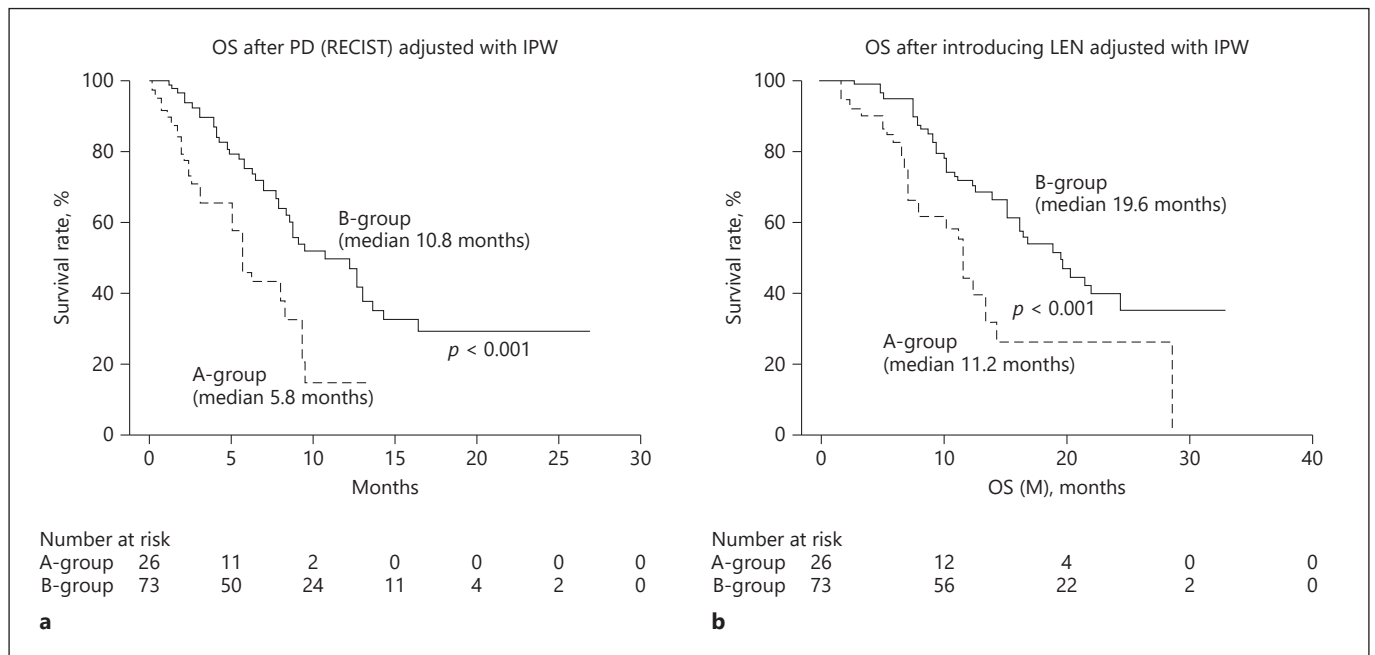 OS after PD (RECIST) adjusted with IPW
100
80
60
40
20
0
Survival rate, %
B-group
(median 10.8 months)
p < 0.001
A-group
(median 5.8 months)
0 5 10 15 20 25 30
Months
Number at risk
A-group 26 11 2 0 0 0 0
B-group 73 50 24 11 4 2 0
a
OS after introducing LEN adjusted with IPW
100
80
60
40
20
0
Survival rate, %
B-group
(median 19.6 months)
p < 0.001
A-group
(median 11.2 months)
0 10 20 30 40
OS (M), months
Number at risk
A-group 26 12 4 0 0
B-group 73 56 22 2 0
b